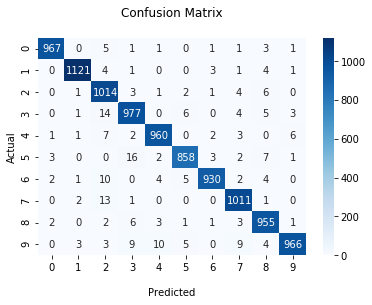 Confusion Matrix
0 967 0 5 1 1 0 1 1 3 1
1 0 1121 4 1 0 0 3 1 4 1
2 0 1 1014 3 1 2 1 4 6 0
3 0 1 14 977 0 6 0 4 5 3
4 1 1 7 2 960 0 2 3 0 6
5 3 0 0 16 2 858 3 2 7 1
6 2 1 10 0 4 5 930 2 4 0
7 0 2 13 1 0 0 0 1011 1 0
8 2 0 2 6 3 1 1 3 955 1
9 0 3 3 9 10 5 0 9 4 966
0 1 2 3 4 5 6 7 8 9
Actual
Predicted
1000
800
600
400
200
0